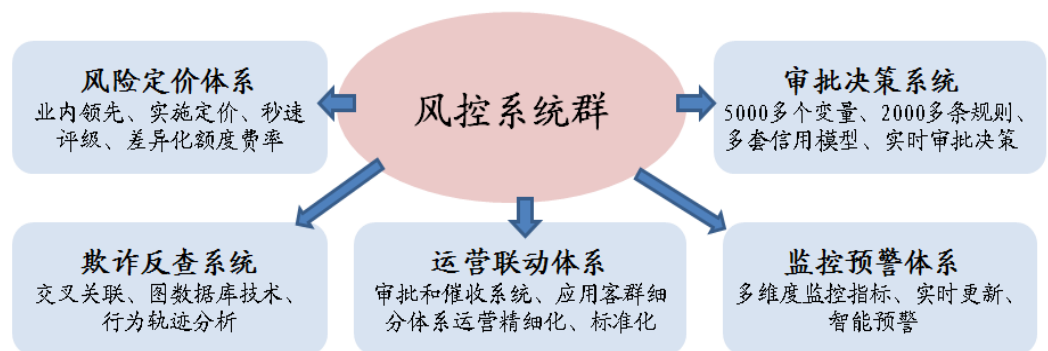 风控系统群
风险定价体系
业内领先、实施定价、秒速
评级、差异化额度费率
审批决策系统
5000多个变量、2000多条规则、
多套信用模型、实时审批决策
欺诈反查系统
交叉关联、图数据库技术、
行为轨迹分析
运营联动体系
审批和催收系统、应用客群细
分体系运营精细化、标准化
监控预警体系
多维度监控指标、实时更新、
智能预警